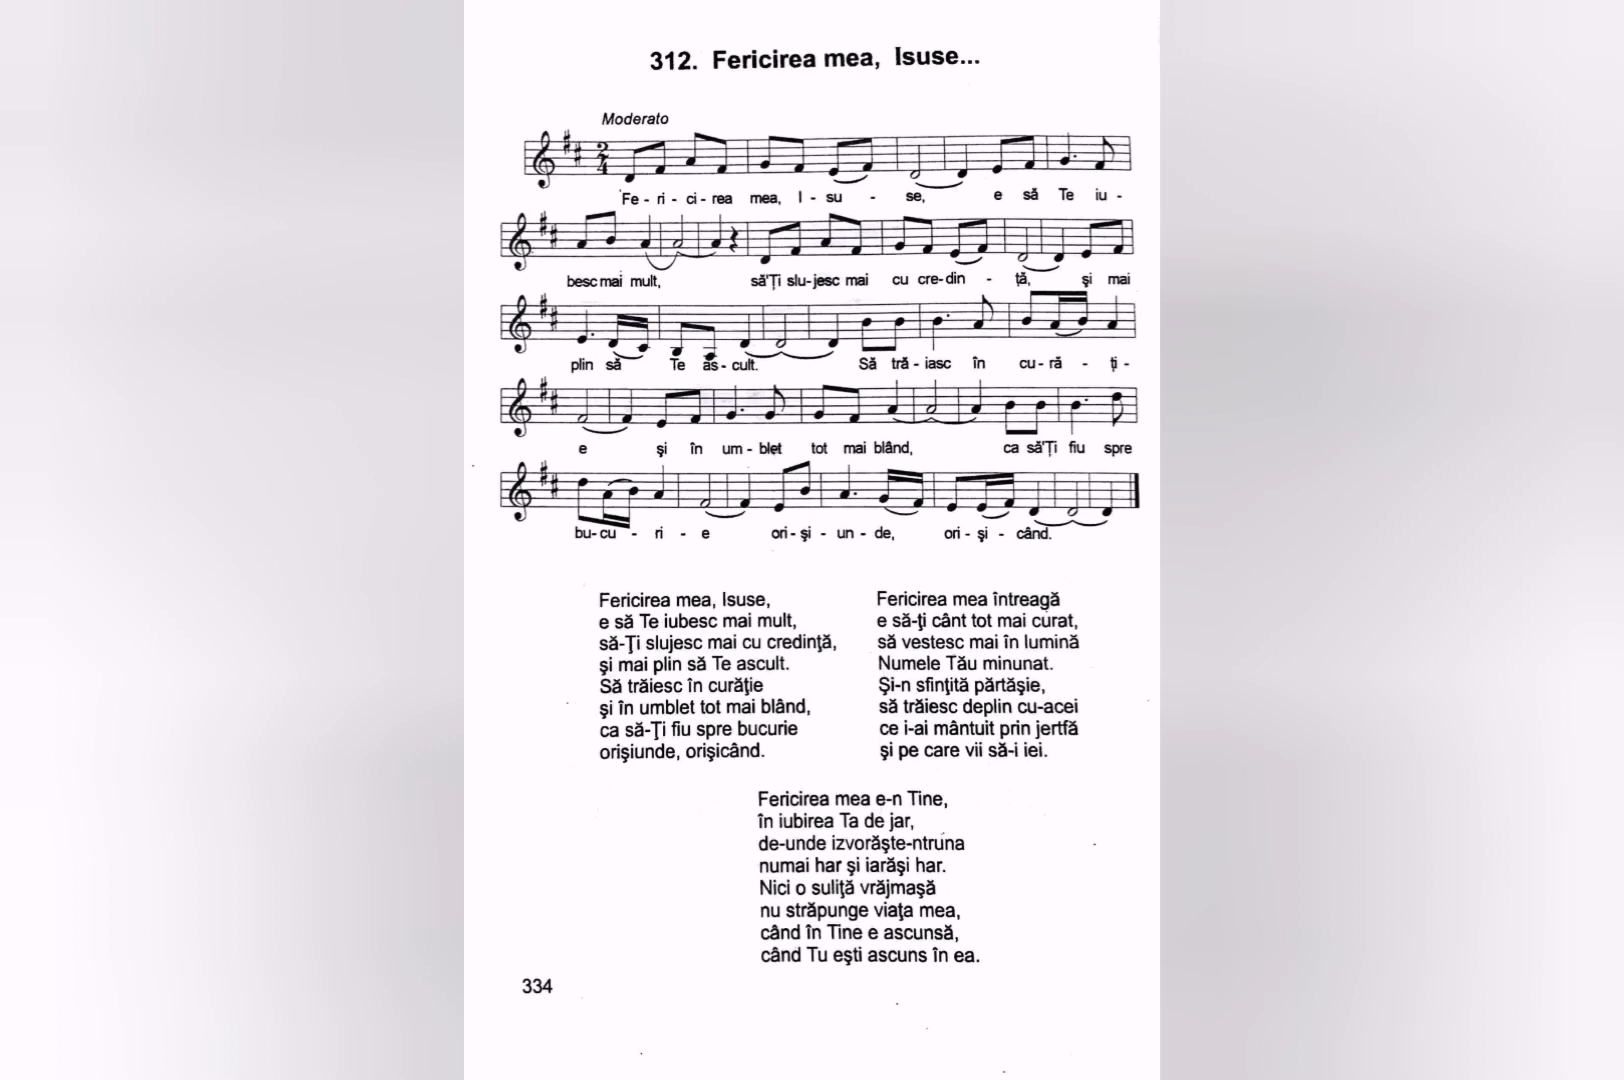 312. Fericirea mea, Isuse...
Moderato
Fe - ri - ci - rea mea, I - su - se, e să Te iu -
besc mai mult, să'Ţi slu-jesc mai cu cre-din - ţă, şi mai
plin să Te as - cult. Să tră - iasc în cu - ră - ţi -
e şi în um - blet tot mai blând, ca să'Ţi fiu spre
bu - cu - ri - e ori - şi - un - de, ori - şi - când.
Fericirea mea, Isuse,
e să Te iubesc mai mult,
să-Ţi slujesc mai cu credinţă,
şi mai plin să Te ascult.
Să trăiesc în curăţie
şi în umblet tot mai blând,
ca să-Ţi fiu spre bucurie
orişiunde, orişicând.
Fericirea mea întreagă
e să-ţi cânt tot mai curat,
să vestesc mai în lumină
Numele Tău minunat.
Şi-n sfinţită părtăşie,
să trăiesc deplin cu-acei
ce i-ai mântuit prin jertfă
şi pe care vii să-i iei.
Fericirea mea e-n Tine,
în iubirea Ta de jar,
de-unde izvorăşte-ntruna
numai har şi iarăşi har.
Nici o suliţă vrăjmaşă
nu străpunge viaţa mea,
când în Tine e ascunsă,
când Tu eşti ascuns în ea.
334